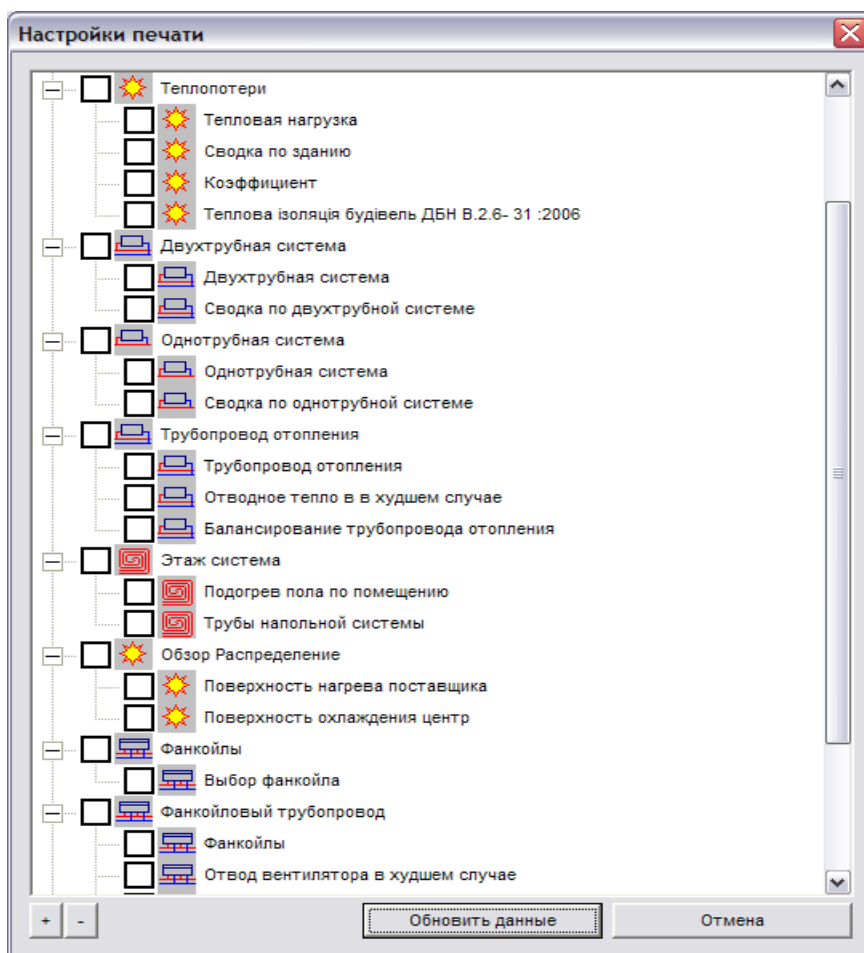 Настройки печати
Теплопотери
Тепловая нагрузка
Сводка по зданию
Коэффициент
Теплова ізоляція будівель ДБН В.2.6- 31 :2006
Двухтрубная система
Двухтрубная система
Сводка по двухтрубной системе
Однотрубная система
Однотрубная система
Сводка по однотрубной системе
Трубопровод отопления
Трубопровод отопления
Отводное тепло в в худшем случае
Балансирование трубопровода отопления
Этаж система
Подогрев пола по помещению
Трубы напольной системы
Обзор Распределение
Поверхность нагрева поставщика
Поверхность охлаждения центр
Фанкойлы
Выбор фанкойла
Фанкойловый трубопровод
Фанкойлы
Отвод вентилятора в худшем случае
+ - Обновить данные Отмена